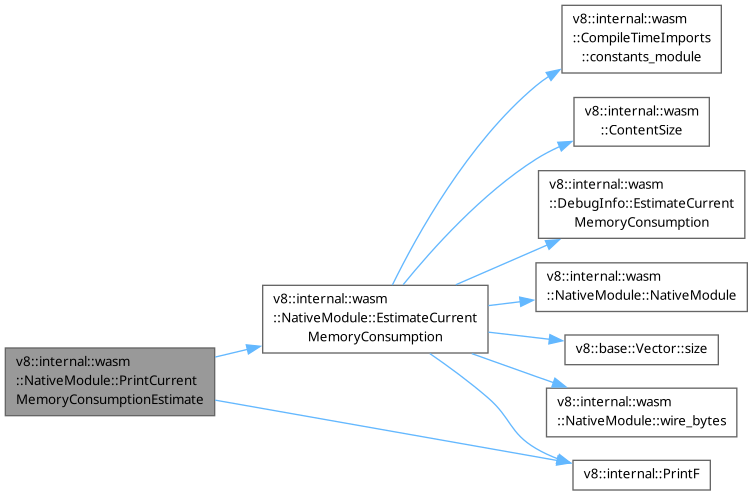 v8::internal::wasm
::CompileTimeImports
::constants_module
v8::internal::wasm
::ContentSize
v8::internal::wasm
::DebugInfo::EstimateCurrent
MemoryConsumption
v8::internal::wasm
::NativeModule::NativeModule
v8::internal::wasm
::NativeModule::EstimateCurrent
MemoryConsumption
v8::base::Vector::size
v8::internal::wasm
::NativeModule::PrintCurrent
MemoryConsumptionEstimate
v8::internal::wasm
::NativeModule::wire_bytes
v8::internal::PrintF